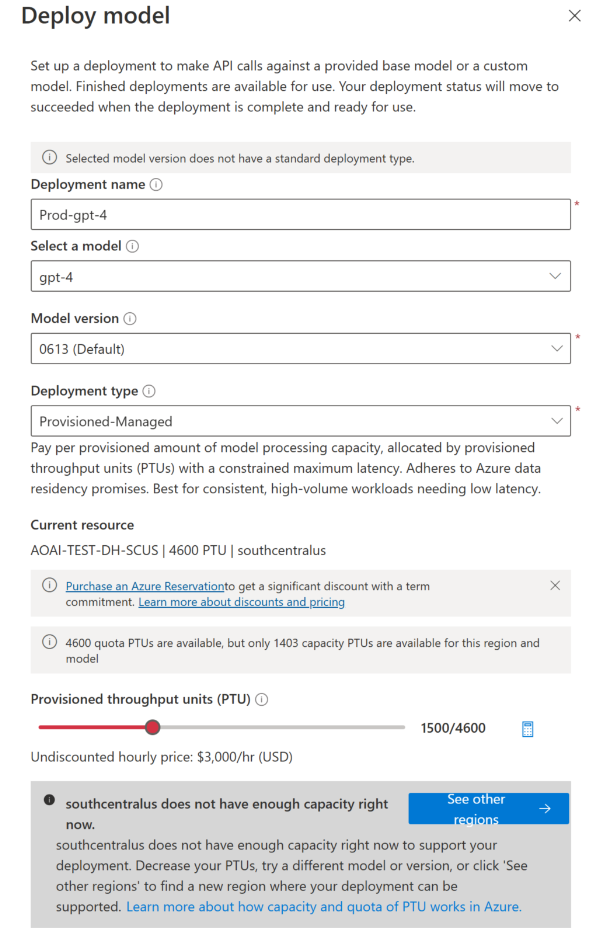 Deploy model
Set up a deployment to make API calls against a provided base model or a custom
model. Finished deployments are available for use. Your deployment status will move to
succeeded when the deployment is complete and ready for use.
Selected model version does not have a standard deployment type.
Deployment name
Prod-gpt-4
*
Select a model
gpt-4
Model version
0613 (Default)
*
Deployment type
Provisioned-Managed
*
Pay per provisioned amount of model processing capacity, allocated by provisioned
throughput units (PTUs) with a constrained maximum latency. Adheres to Azure data
residency promises. Best for consistent, high-volume workloads needing low latency.
Current resource
AOAI-TEST-DH-SCUS | 4600 PTU | southcentralus
Purchase an Azure Reservationto get a significant discount with a term
commitment. Learn more about discounts and pricing
4600 quota PTUs are available, but only 1403 capacity PTUs are available for this region and
model
Provisioned throughput units (PTU)
1500/4600
Undiscounted hourly price: $3,000/hr (USD)
southcentralus does not have enough capacity right
now.
See other
regions
southcentralus does not have enough capacity right now to support your
deployment. Decrease your PTUs, try a different model or version, or click 'See
other regions' to find a new region where your deployment can be
supported. Learn more about how capacity and quota of PTU works in Azure.